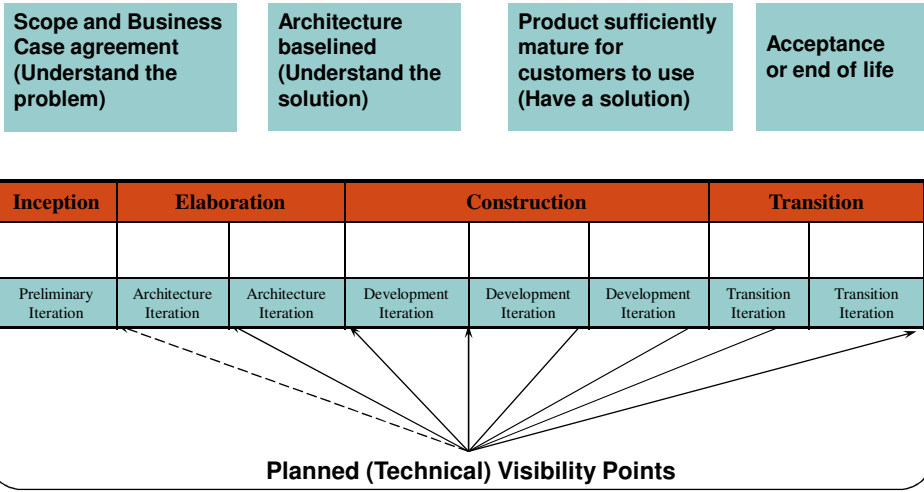 Scope and Business
Case agreement
(Understand the
problem)
Architecture
baselined
(Understand the
solution)
Product sufficiently
mature for
customers to use
(Have a solution)
Acceptance
or end of life
Inception
Elaboration
Construction
Transition
Preliminary
Iteration
Architecture
Iteration
Architecture
Iteration
Development
Iteration
Development
Iteration
Development
Iteration
Transition
Iteration
Transition
Iteration
Planned (Technical) Visibility Points